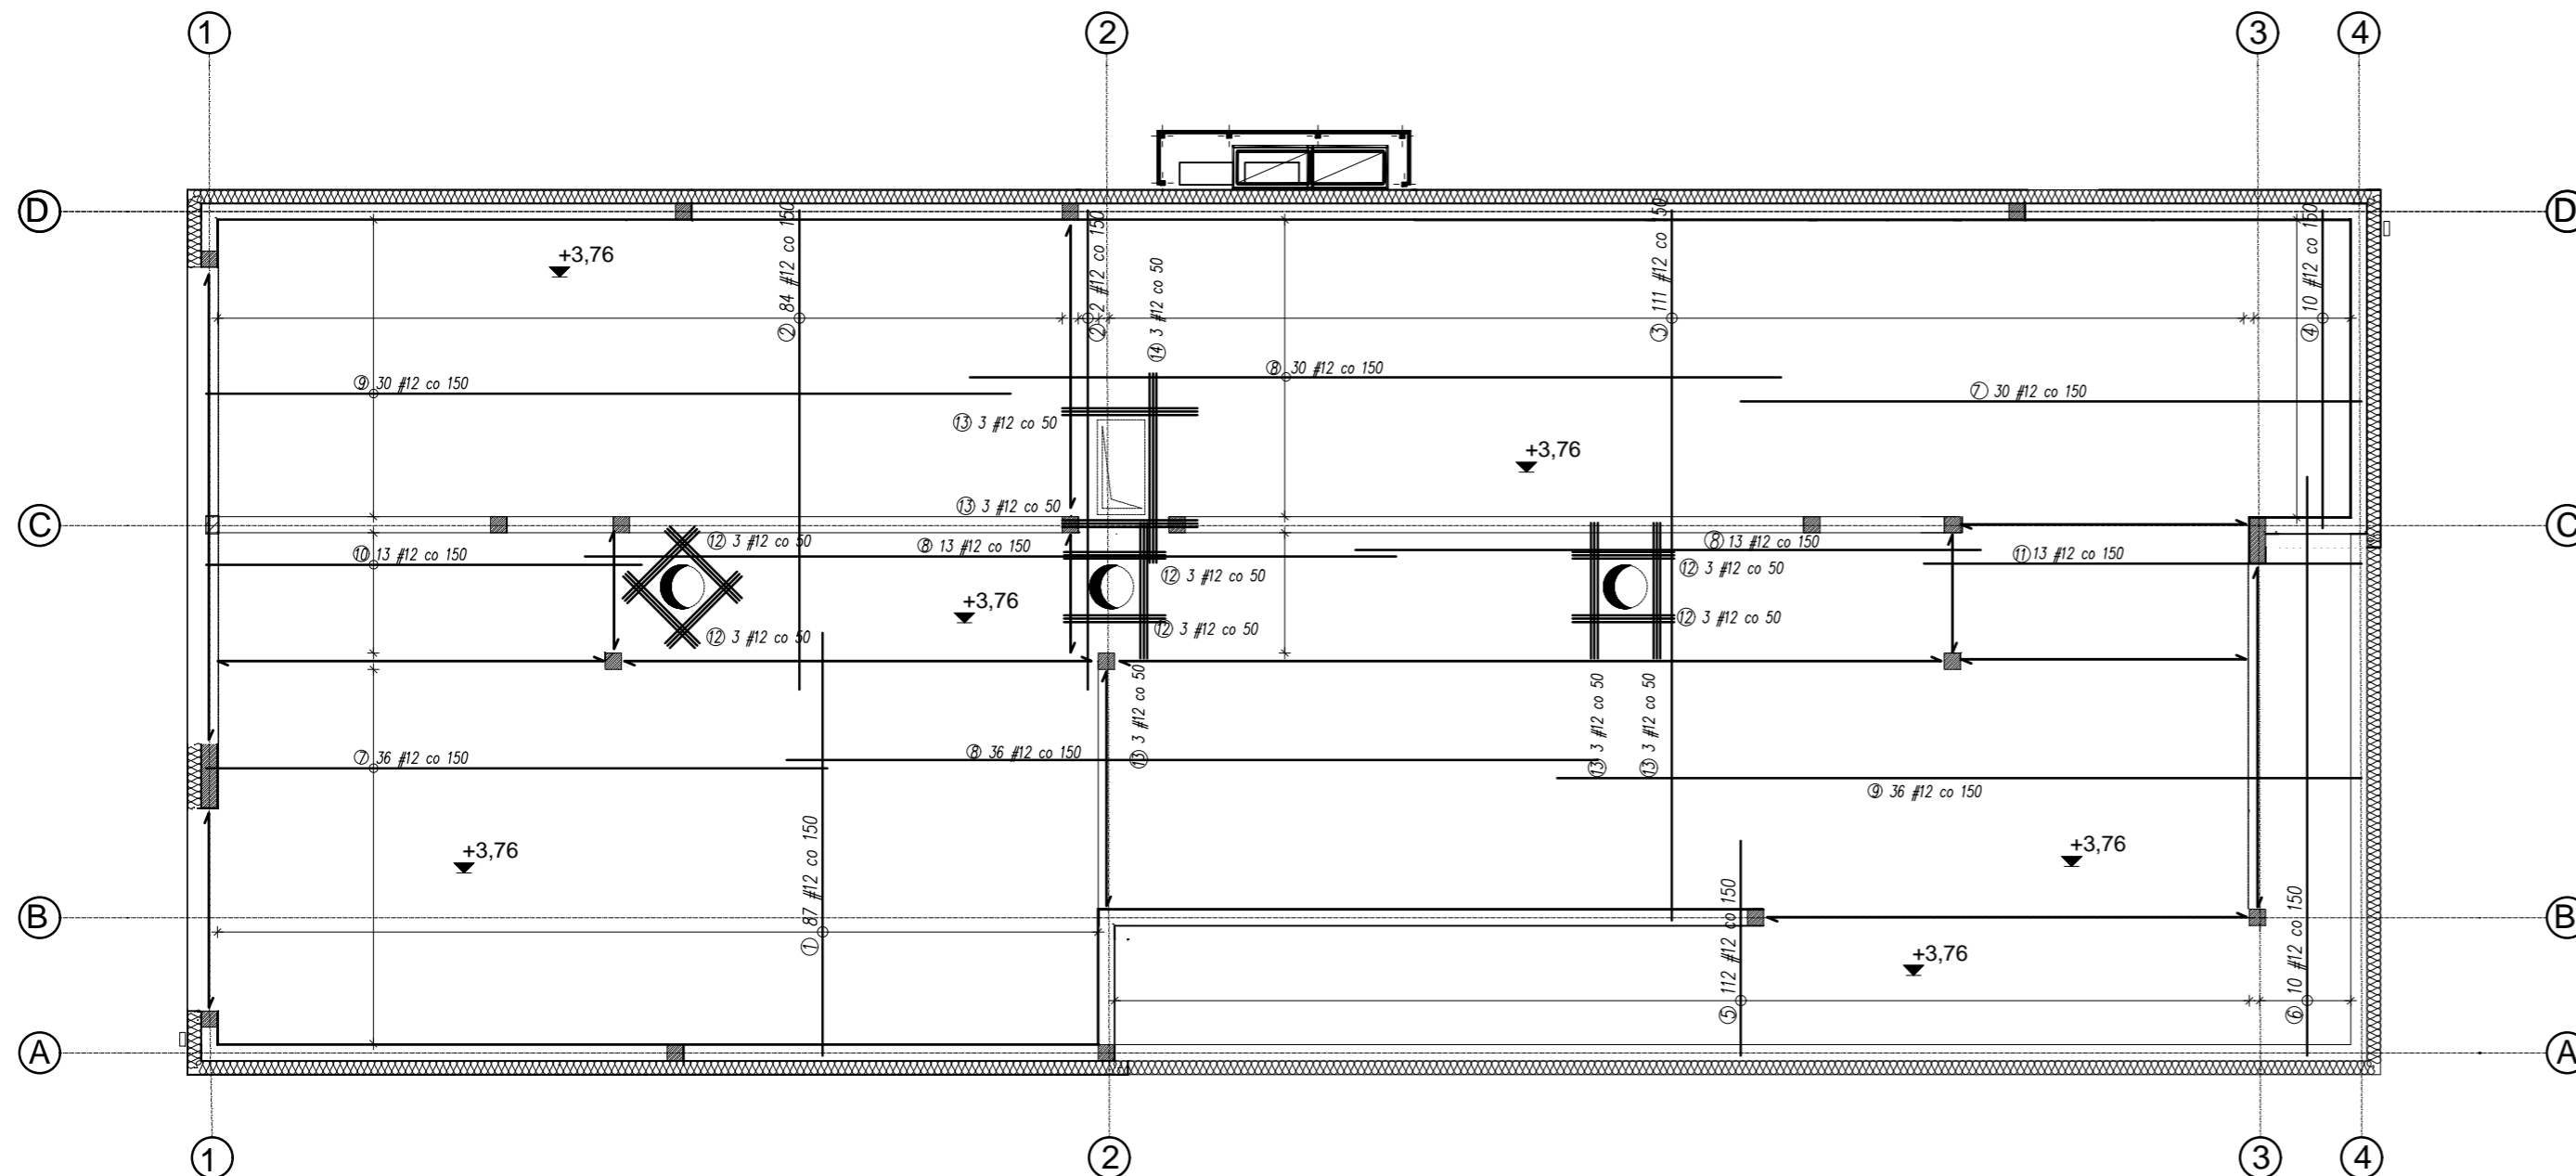 1 2 3 4
D D
+3,76
② 84 #12 co 150
② 2 #12 co 150
⑭ 3 #12 co 50
③ 111 #12 co 150
④ 10 #12 co 150
⑨ 30 #12 co 150
⑧ 30 #12 co 150
⑦ 30 #12 co 150
⑬ 3 #12 co 50
+3,76
⑬ 3 #12 co 50
C C
⑩ 13 #12 co 150
⑫ 3 #12 co 50
⑧ 13 #12 co 150
⑧ 13 #12 co 150
⑪ 13 #12 co 150
⑫ 3 #12 co 50
⑫ 3 #12 co 50
+3,76
⑫ 3 #12 co 50
⑫ 3 #12 co 50
⑫ 3 #12 co 50
⑬ 3 #12 co 50
⑬ 3 #12 co 50
⑬ 3 #12 co 50
⑦ 36 #12 co 150
⑧ 36 #12 co 150
⑨ 36 #12 co 150
+3,76
+3,76
① 87 #12 co 150
B B
⑤ 112 #12 co 150
+3,76
⑥ 10 #12 co 150
A A
1 2 3 4